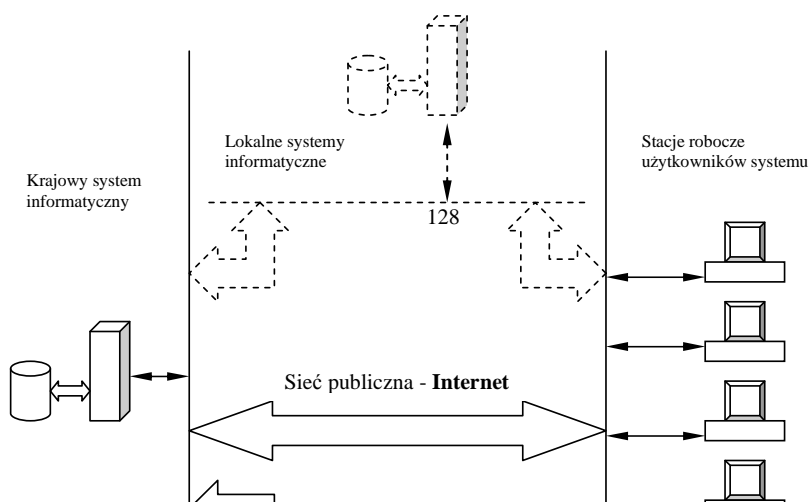 Lokalne systemy
informatyczne
Stacje robocze
użytkowników systemu
Krajowy system
informatyczny
128
Sieć publiczna - Internet